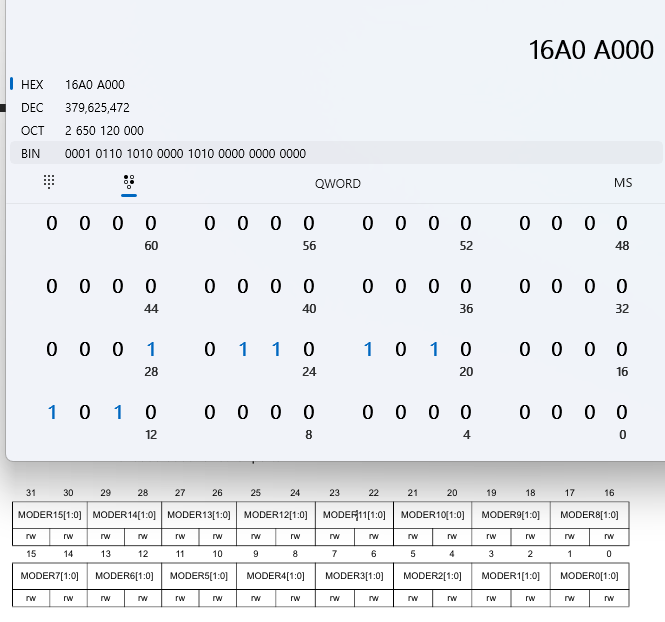 16A0 A000
HEX 16A0 A000
DEC 379,625,472
OCT 2 650 120 000
BIN 0001 0110 1010 0000 1010 0000 0000 0000
QWORD MS
0 0 0 0 0 0 0 0 0 0 0 0 0 0 0 0
60 56 52 48
0 0 0 0 0 0 0 0 0 0 0 0 0 0 0 0
44 40 36 32
0 0 0 1 0 1 1 0 1 0 1 0 0 0 0 0
28 24 20 16
1 0 1 0 0 0 0 0 0 0 0 0 0 0 0 0
12 8 4 0
31 30 29 28 27 26 25 24 23 22 21 20 19 18 17 16
MODER15[1:0] MODER14[1:0] MODER13[1:0] MODER12[1:0] MODER11[1:0] MODER10[1:0] MODER9[1:0] MODER8[1:0]
rw rw rw rw rw rw rw rw rw rw rw rw rw rw rw rw
15 14 13 12 11 10 9 8 7 6 5 4 3 2 1 0
MODER7[1:0] MODER6[1:0] MODER5[1:0] MODER4[1:0] MODER3[1:0] MODER2[1:0] MODER1[1:0] MODER0[1:0]
rw rw rw rw rw rw rw rw rw rw rw rw rw rw rw rw